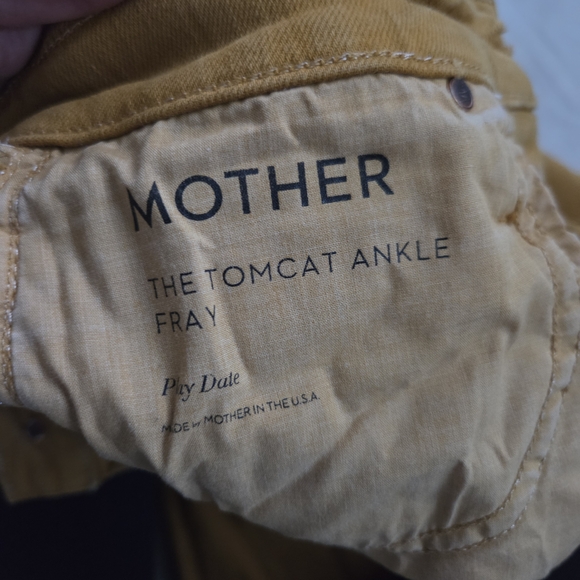 MOTHER
THE TOMCAT ANKLE
FRAY
Play Date
MADE by MOTHER IN THE U.S.A.